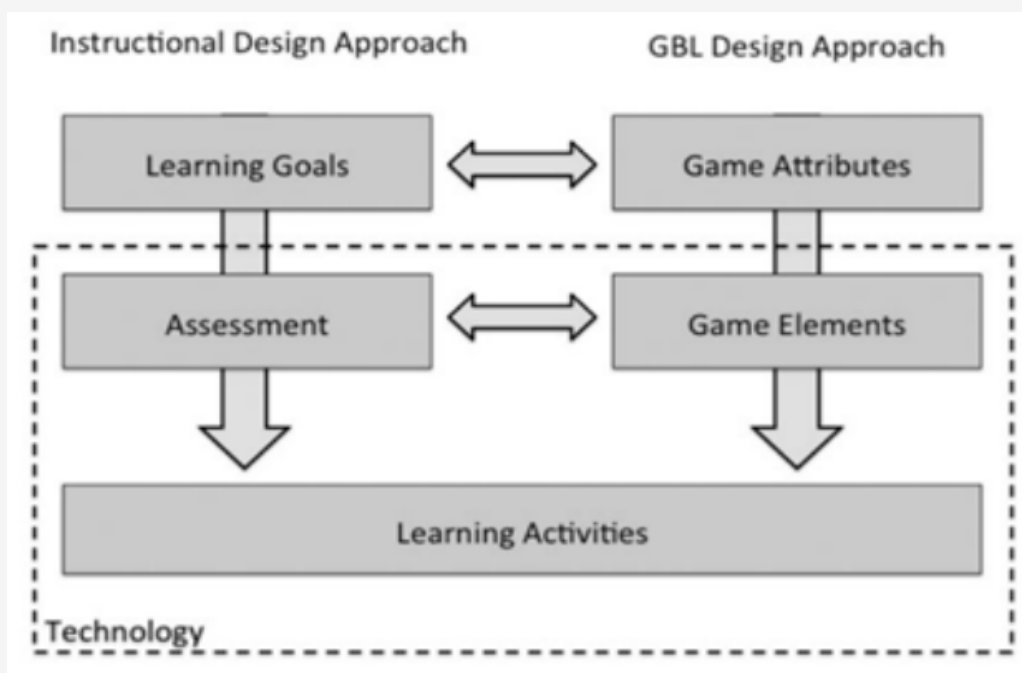 Instructional Design Approach
GBL Design Approach
Learning Goals
Game Attributes
Assessment
Game Elements
Learning Activities
Technology